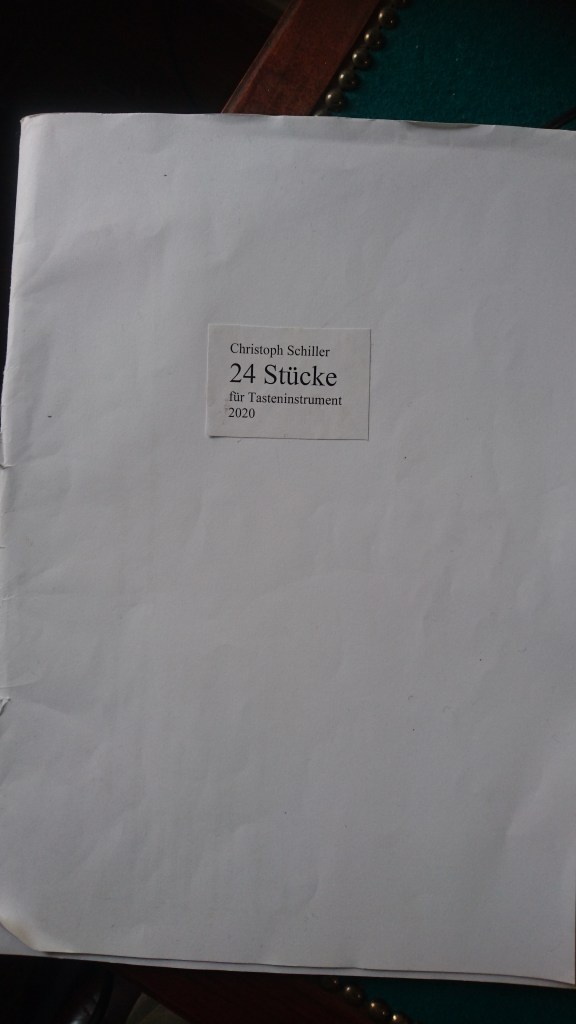 Christoph Schiller
24 Stücke
für Tasteninstrument
2020